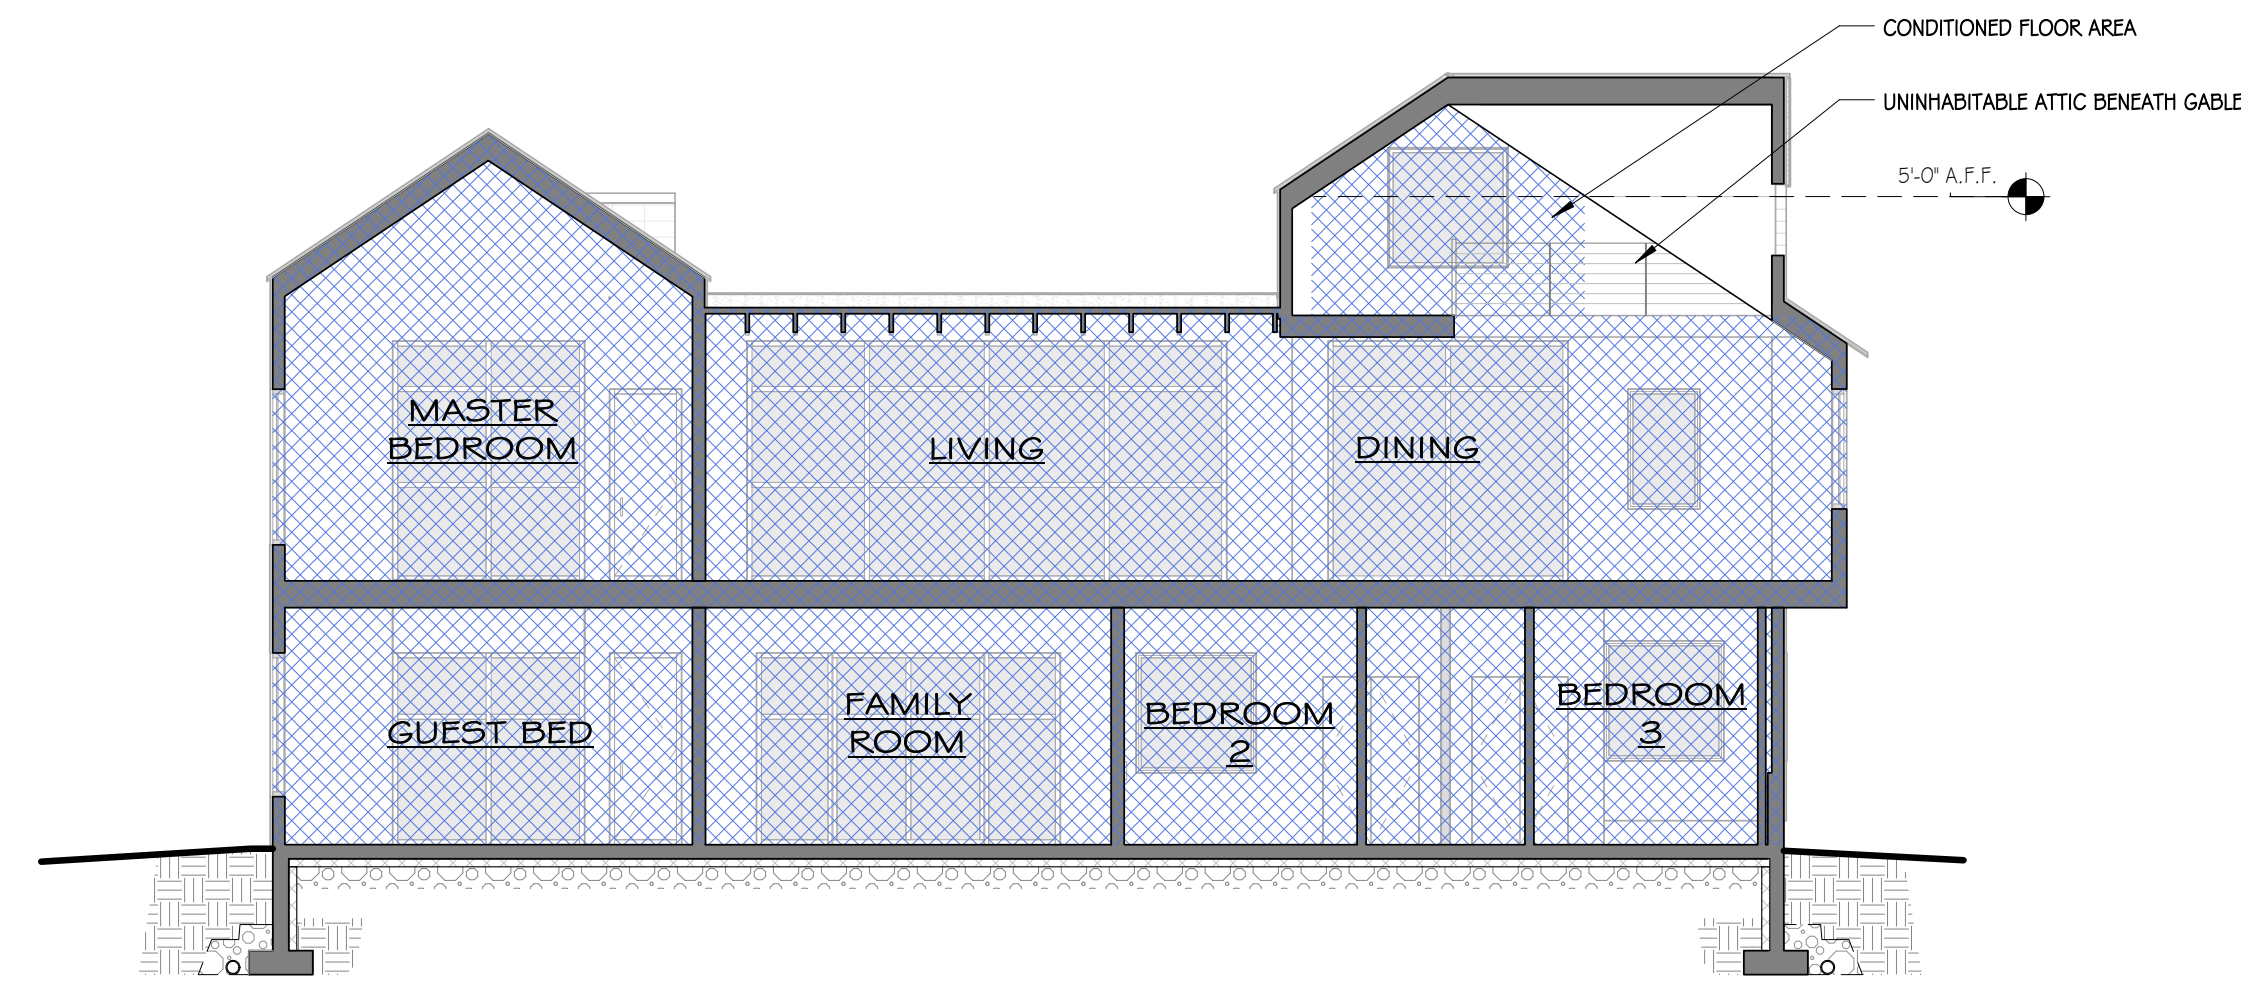 CONDITIONED FLOOR AREA
UNINHABITABLE ATTIC BENEATH GABLE
5'-0" A.F.F.
MASTER
BEDROOM
LIVING
DINING
GUEST BED
FAMILY
ROOM
BEDROOM
2
BEDROOM
3